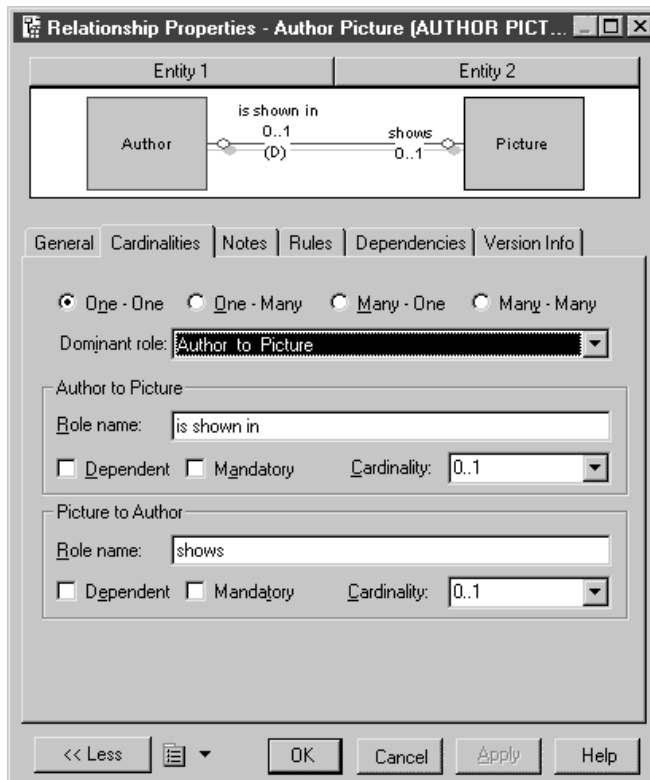 Relationship Properties - Author Picture (AUTHOR PICT...
Entity 1 Entity 2
is shown in
0..1 shows
Author Picture
(D) 0..1
General Cardinalities Notes Rules Dependencies Version Info
One - One One - Many Many - One Many - Many
Dominant role: Author to Picture
Author to Picture
Role name: is shown in
Dependent Mandatory Cardinality: 0..1
Picture to Author
Role name: shows
Dependent Mandatory Cardinality: 0..1
<< Less OK Cancel Apply Help